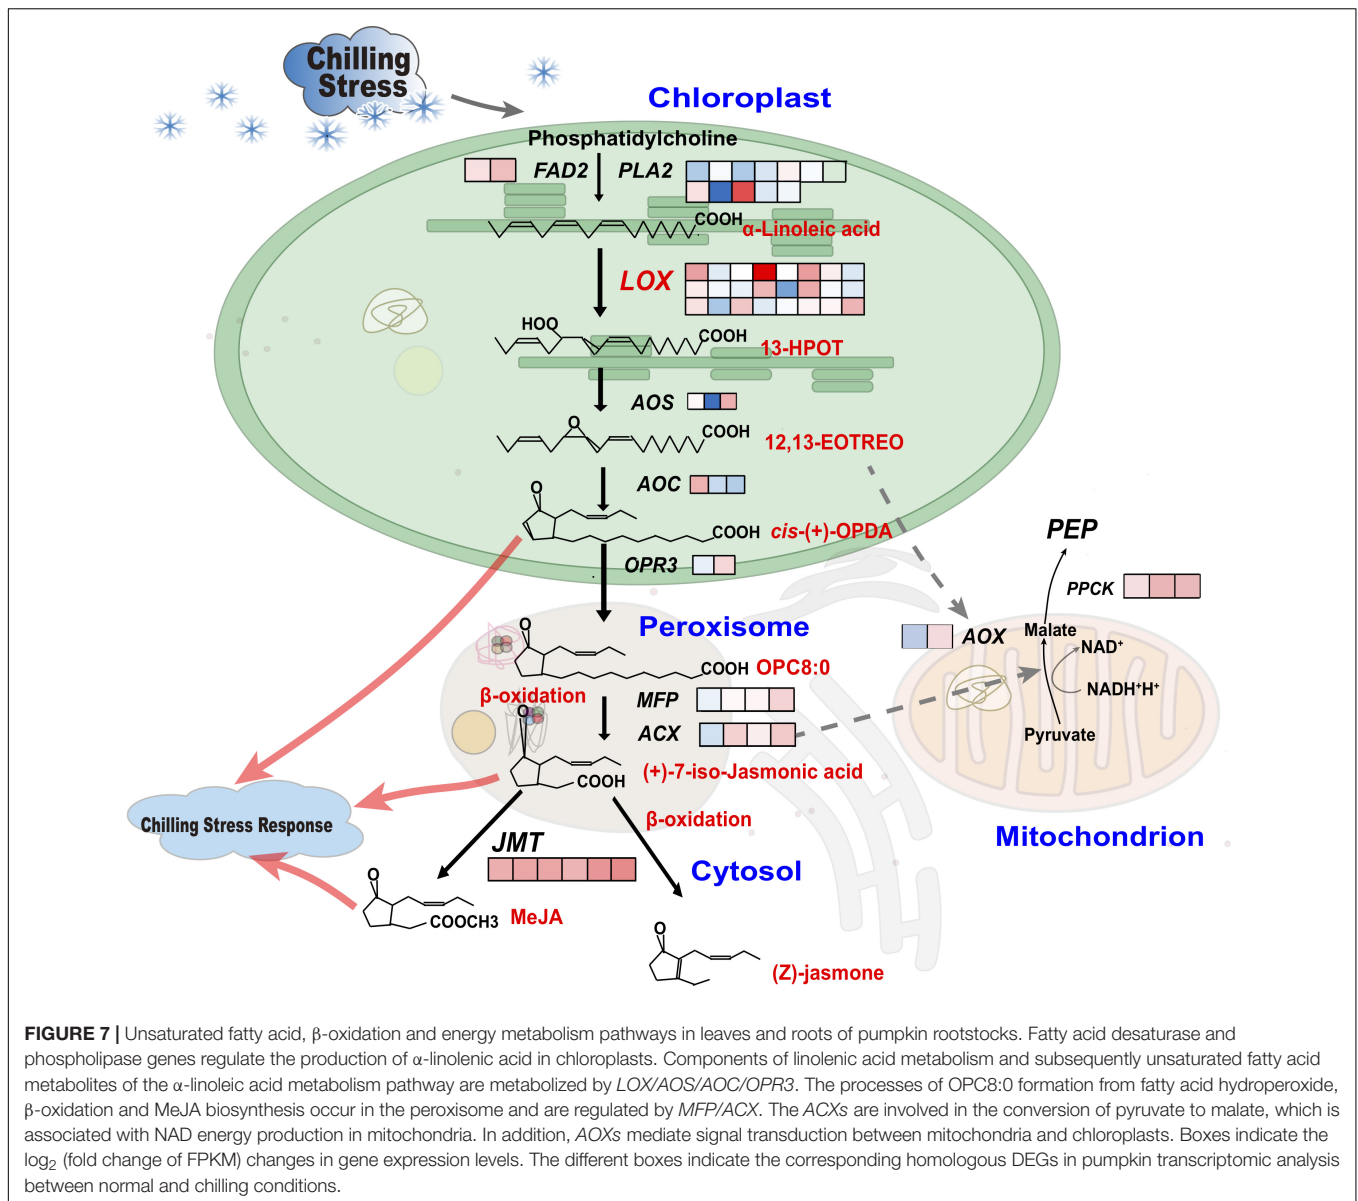 Chilling
Stress
Chloroplast
Phosphatidylcholine
FAD2
PLA2
COOH
α-Linoleic acid
LOX
HOO
COOH
13-HPOT
AOS
O
COOH
12,13-EOTREO
AOC
O
COOH
cis-(+)-OPDA
OPR3
PEP
PPCK
Peroxisome
O
COOH
OPC8:0
AOX
Malate
NAD+
NADH+H+
Pyruvate
β-oxidation
MFP
O
ACX
(+)-7-iso-Jasmonic acid
COOH
β-oxidation
Chilling Stress Response
Mitochondrion
JMT
Cytosol
O
COOCH3
MeJA
O
(Z)-jasmone
FIGURE 7 | Unsaturated fatty acid, β-oxidation and energy metabolism pathways in leaves and roots of pumpkin rootstocks. Fatty acid desaturase and
phospholipase genes regulate the production of α-linolenic acid in chloroplasts. Components of linolenic acid metabolism and subsequently unsaturated fatty acid
metabolites of the α-linoleic acid metabolism pathway are metabolized by LOX/AOS/AOC/OPR3. The processes of OPC8:0 formation from fatty acid hydroperoxide,
β-oxidation and MeJA biosynthesis occur in the peroxisome and are regulated by MFP/ACX. The ACXs are involved in the conversion of pyruvate to malate, which is
associated with NAD energy production in mitochondria. In addition, AOXs mediate signal transduction between mitochondria and chloroplasts. Boxes indicate the
log2 (fold change of FPKM) changes in gene expression levels. The different boxes indicate the corresponding homologous DEGs in pumpkin transcriptomic analysis
between normal and chilling conditions.